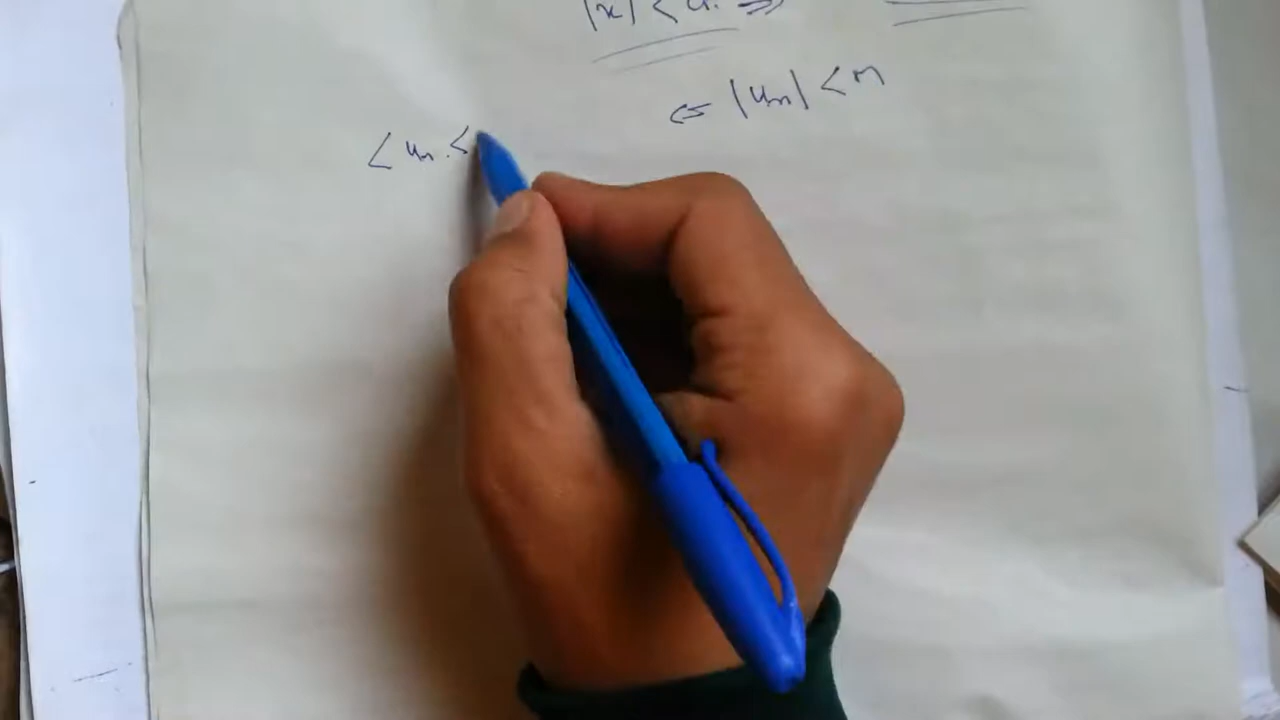 |x| < a. ⇒
⇐ |un| < m
< un. <